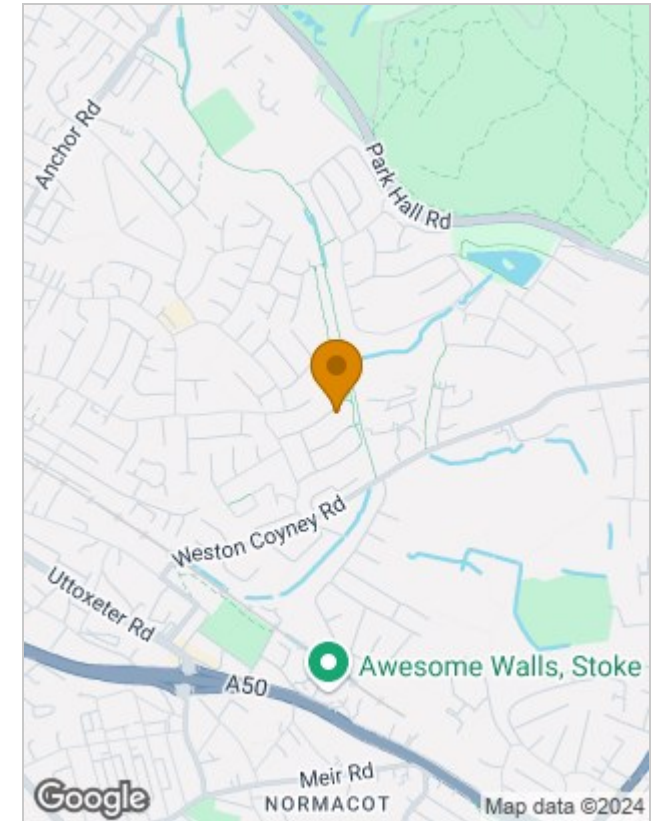 Anchor Rd
Park Hall Rd
Weston Coyney Rd
Uttoxeter Rd
Awesome Walls, Stoke
A50
Meir Rd
NORMACOT
Google
Map data ©2024